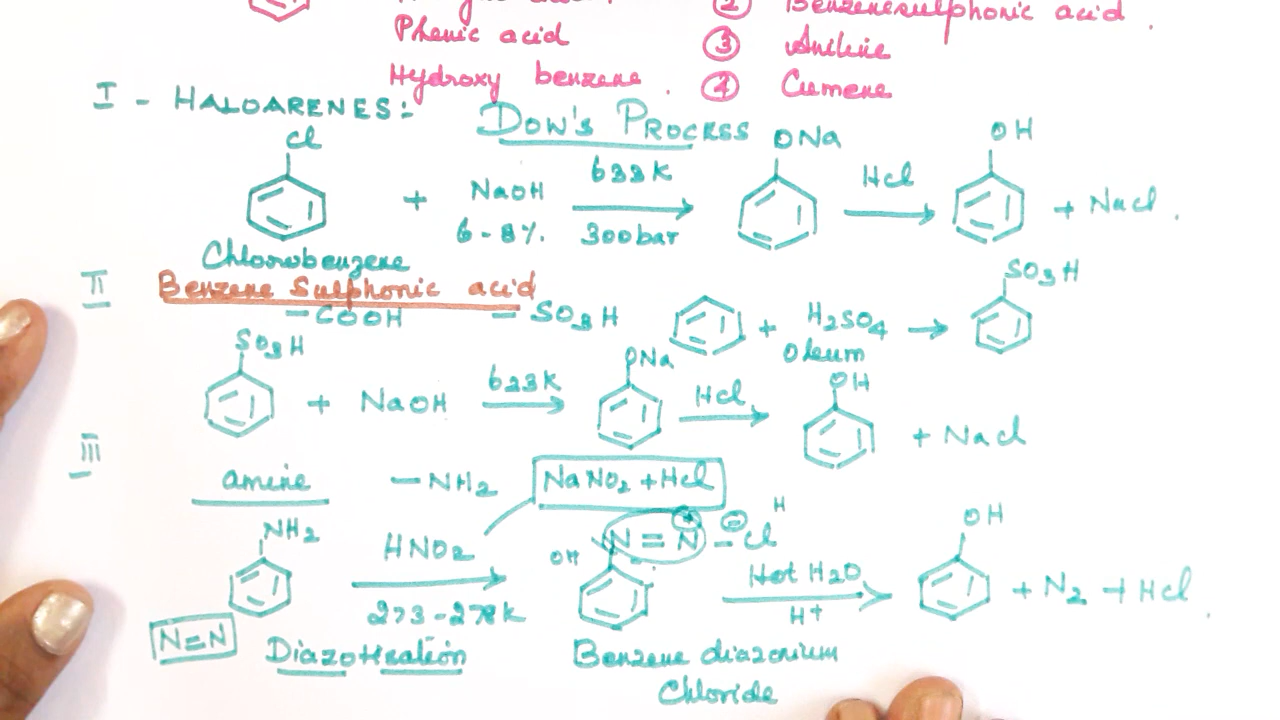 ② Benzenesulphonic acid.
Phenic acid ③ Aniline
Hydroxy benzene. ④ Cumene
I - HALOARENES:- DOW'S PROCESS
Cl ONa OH
+ NaOH 633K HCl + NaCl.
6-8%. 300bar
Chlorobenzene
II Benzene Sulphonic acid SO3H
-COOH -SO3H + H2SO4 →
Oleum
SO3H ONa OH
+ NaOH 623K HCl + NaCl
III
amine -NH2 NaNO2 + HCl
NH2 HNO2 OH N=N-Cl H OH
273-278K Hot H2O + N2 + HCl.
H+
N=N Diazotisation Benzene diazonium
Chloride